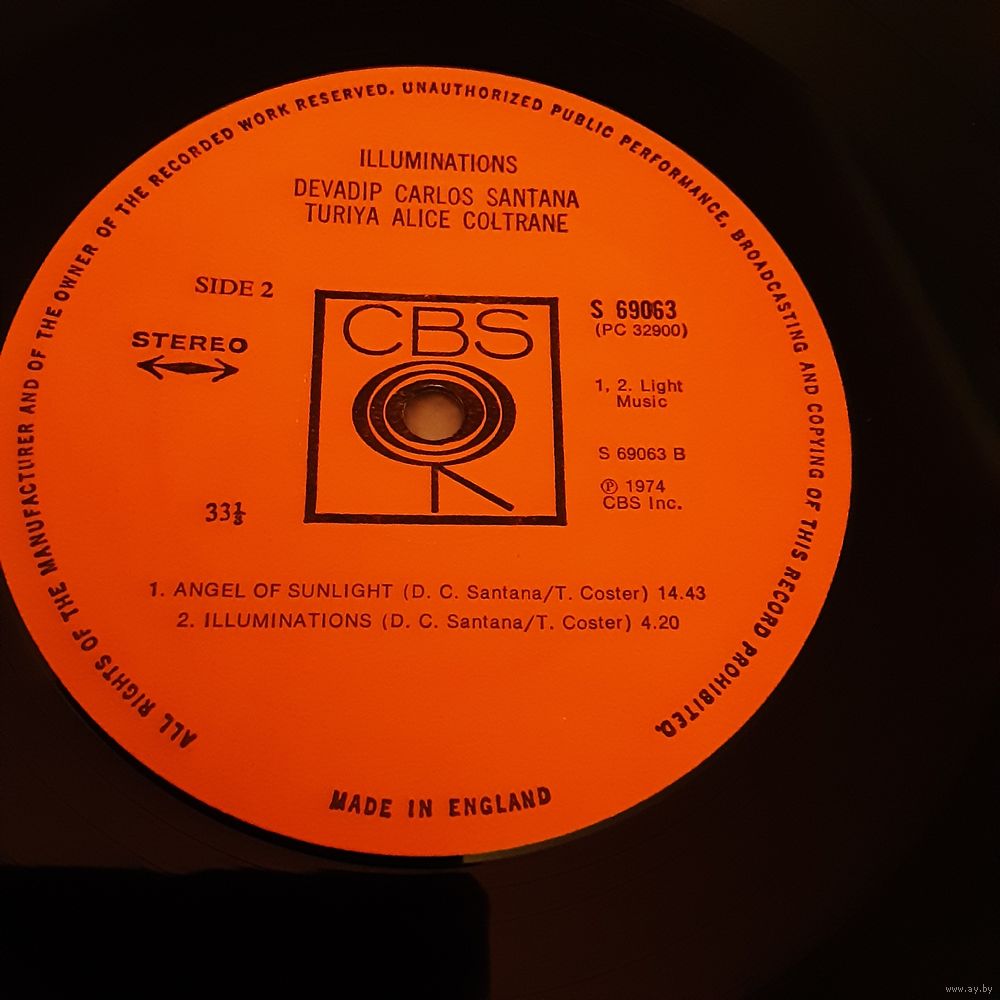 ALL RIGHTS OF THE MANUFACTURER AND OF THE OWNER OF THE RECORDED WORK RESERVED. UNAUTHORIZED PUBLIC PERFORMANCE, BROADCASTING AND COPYING OF THIS RECORD PROHIBITED.
ILLUMINATIONS
DEVADIP CARLOS SANTANA
TURIYA ALICE COLTRANE
SIDE 2
STEREO
CBS
S 69063
(PC 32900)
1, 2. Light
Music
S 69063 B
Ⓟ 1974
CBS Inc.
33⅓
1. ANGEL OF SUNLIGHT (D. C. Santana/T. Coster) 14.43
2. ILLUMINATIONS (D. C. Santana/T. Coster) 4.20
MADE IN ENGLAND
www.ay.by